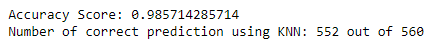 Accuracy Score: 0.985714285714
Number of correct prediction using KNN: 552 out of 560